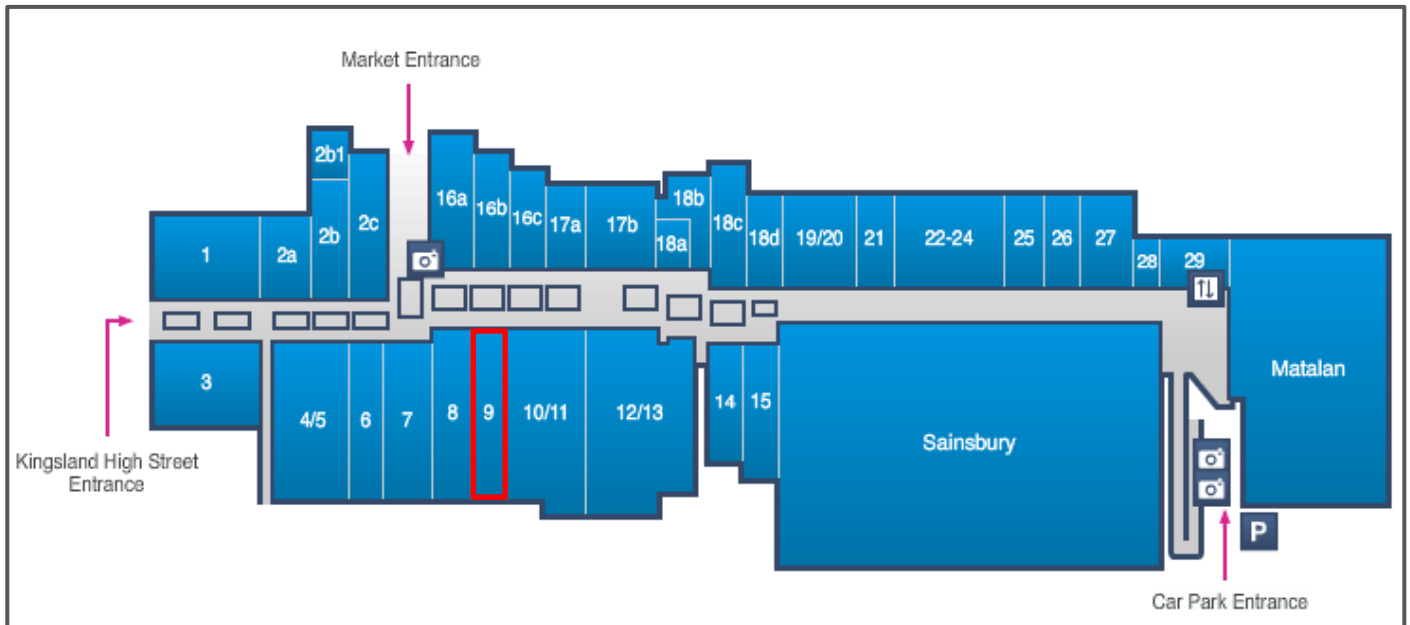 Market Entrance
2b1
16a
16b
16c
17a
17b
18b
18a
18c
18d
19/20
21
22-24
25
26
27
28
29
1
2a
2b
2c
Kingsland High Street
Entrance
3
4/5
6
7
8
9
10/11
12/13
14
15
Sainsbury
Matalan
P
Car Park Entrance